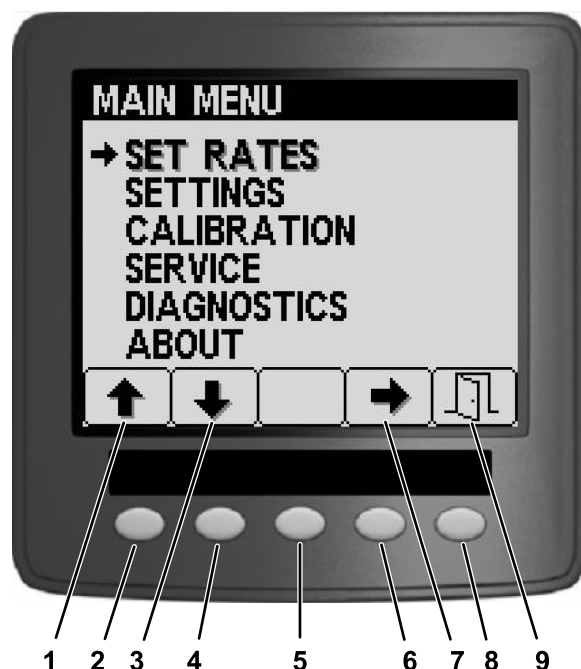 MAIN MENU
SET RATES
SETTINGS
CALIBRATION
SERVICE
DIAGNOSTICS
ABOUT
1 2 3 4 5 6 7 8 9